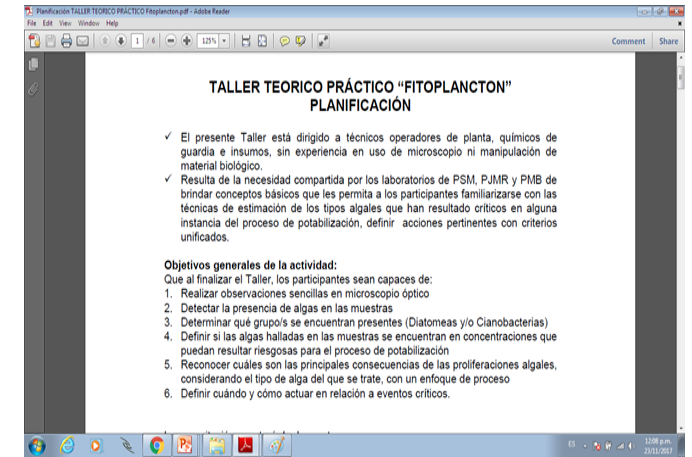 Planificación TALLER TEORICO PRÁCTICO Fitoplancton.pdf - Adobe Reader
File Edit View Window Help
1 / 6 125% Comment Share
TALLER TEORICO PRÁCTICO “FITOPLANCTON”
PLANIFICACIÓN
✓ El presente Taller está dirigido a técnicos operadores de planta, químicos de
guardia e insumos, sin experiencia en uso de microscopio ni manipulación de
material biológico.
✓ Resulta de la necesidad compartida por los laboratorios de PSM, PJMR y PMB de
brindar conceptos básicos que les permita a los participantes familiarizarse con las
técnicas de estimación de los tipos algales que han resultado críticos en alguna
instancia del proceso de potabilización, definir acciones pertinentes con criterios
unificados.
Objetivos generales de la actividad:
Que al finalizar el Taller, los participantes sean capaces de:
1. Realizar observaciones sencillas en microscopio óptico
2. Detectar la presencia de algas en las muestras
3. Determinar qué grupo/s se encuentran presentes (Diatomeas y/o Cianobacterias)
4. Definir si las algas halladas en las muestras se encuentran en concentraciones que
puedan resultar riesgosas para el proceso de potabilización
5. Reconocer cuáles son las principales consecuencias de las proliferaciones algales,
considerando el tipo de alga del que se trate, con un enfoque de proceso
6. Definir cuándo y cómo actuar en relación a eventos críticos.
ES 12:08 p.m.
23/11/2017